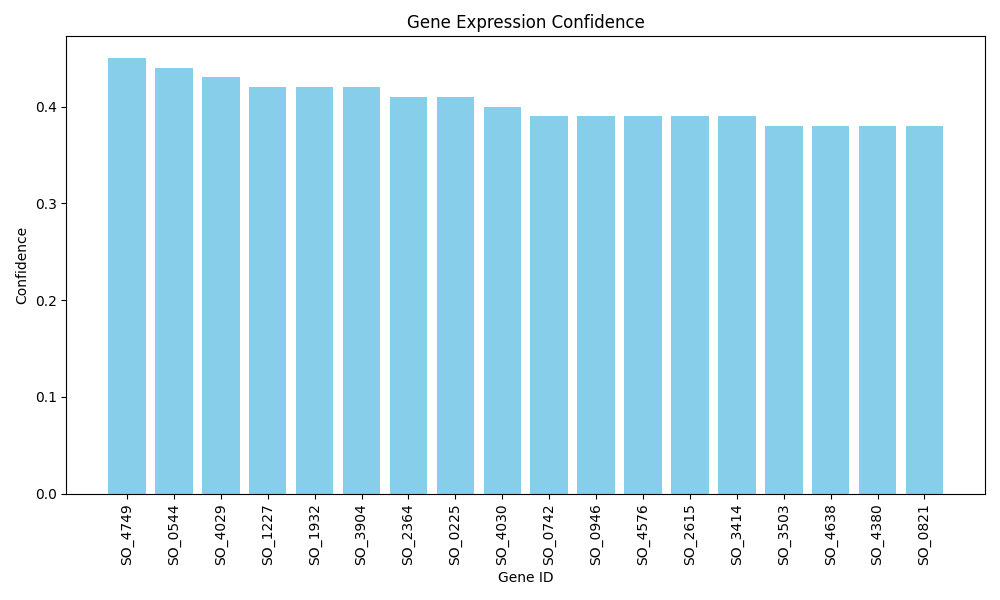 Gene Expression Confidence
Confidence
0.4
0.3
0.2
0.1
0.0
SO_4749
SO_0544
SO_4029
SO_1227
SO_1932
SO_3904
SO_2364
SO_0225
SO_4030
SO_0742
SO_0946
SO_4576
SO_2615
SO_3414
SO_3503
SO_4638
SO_4380
SO_0821
Gene ID